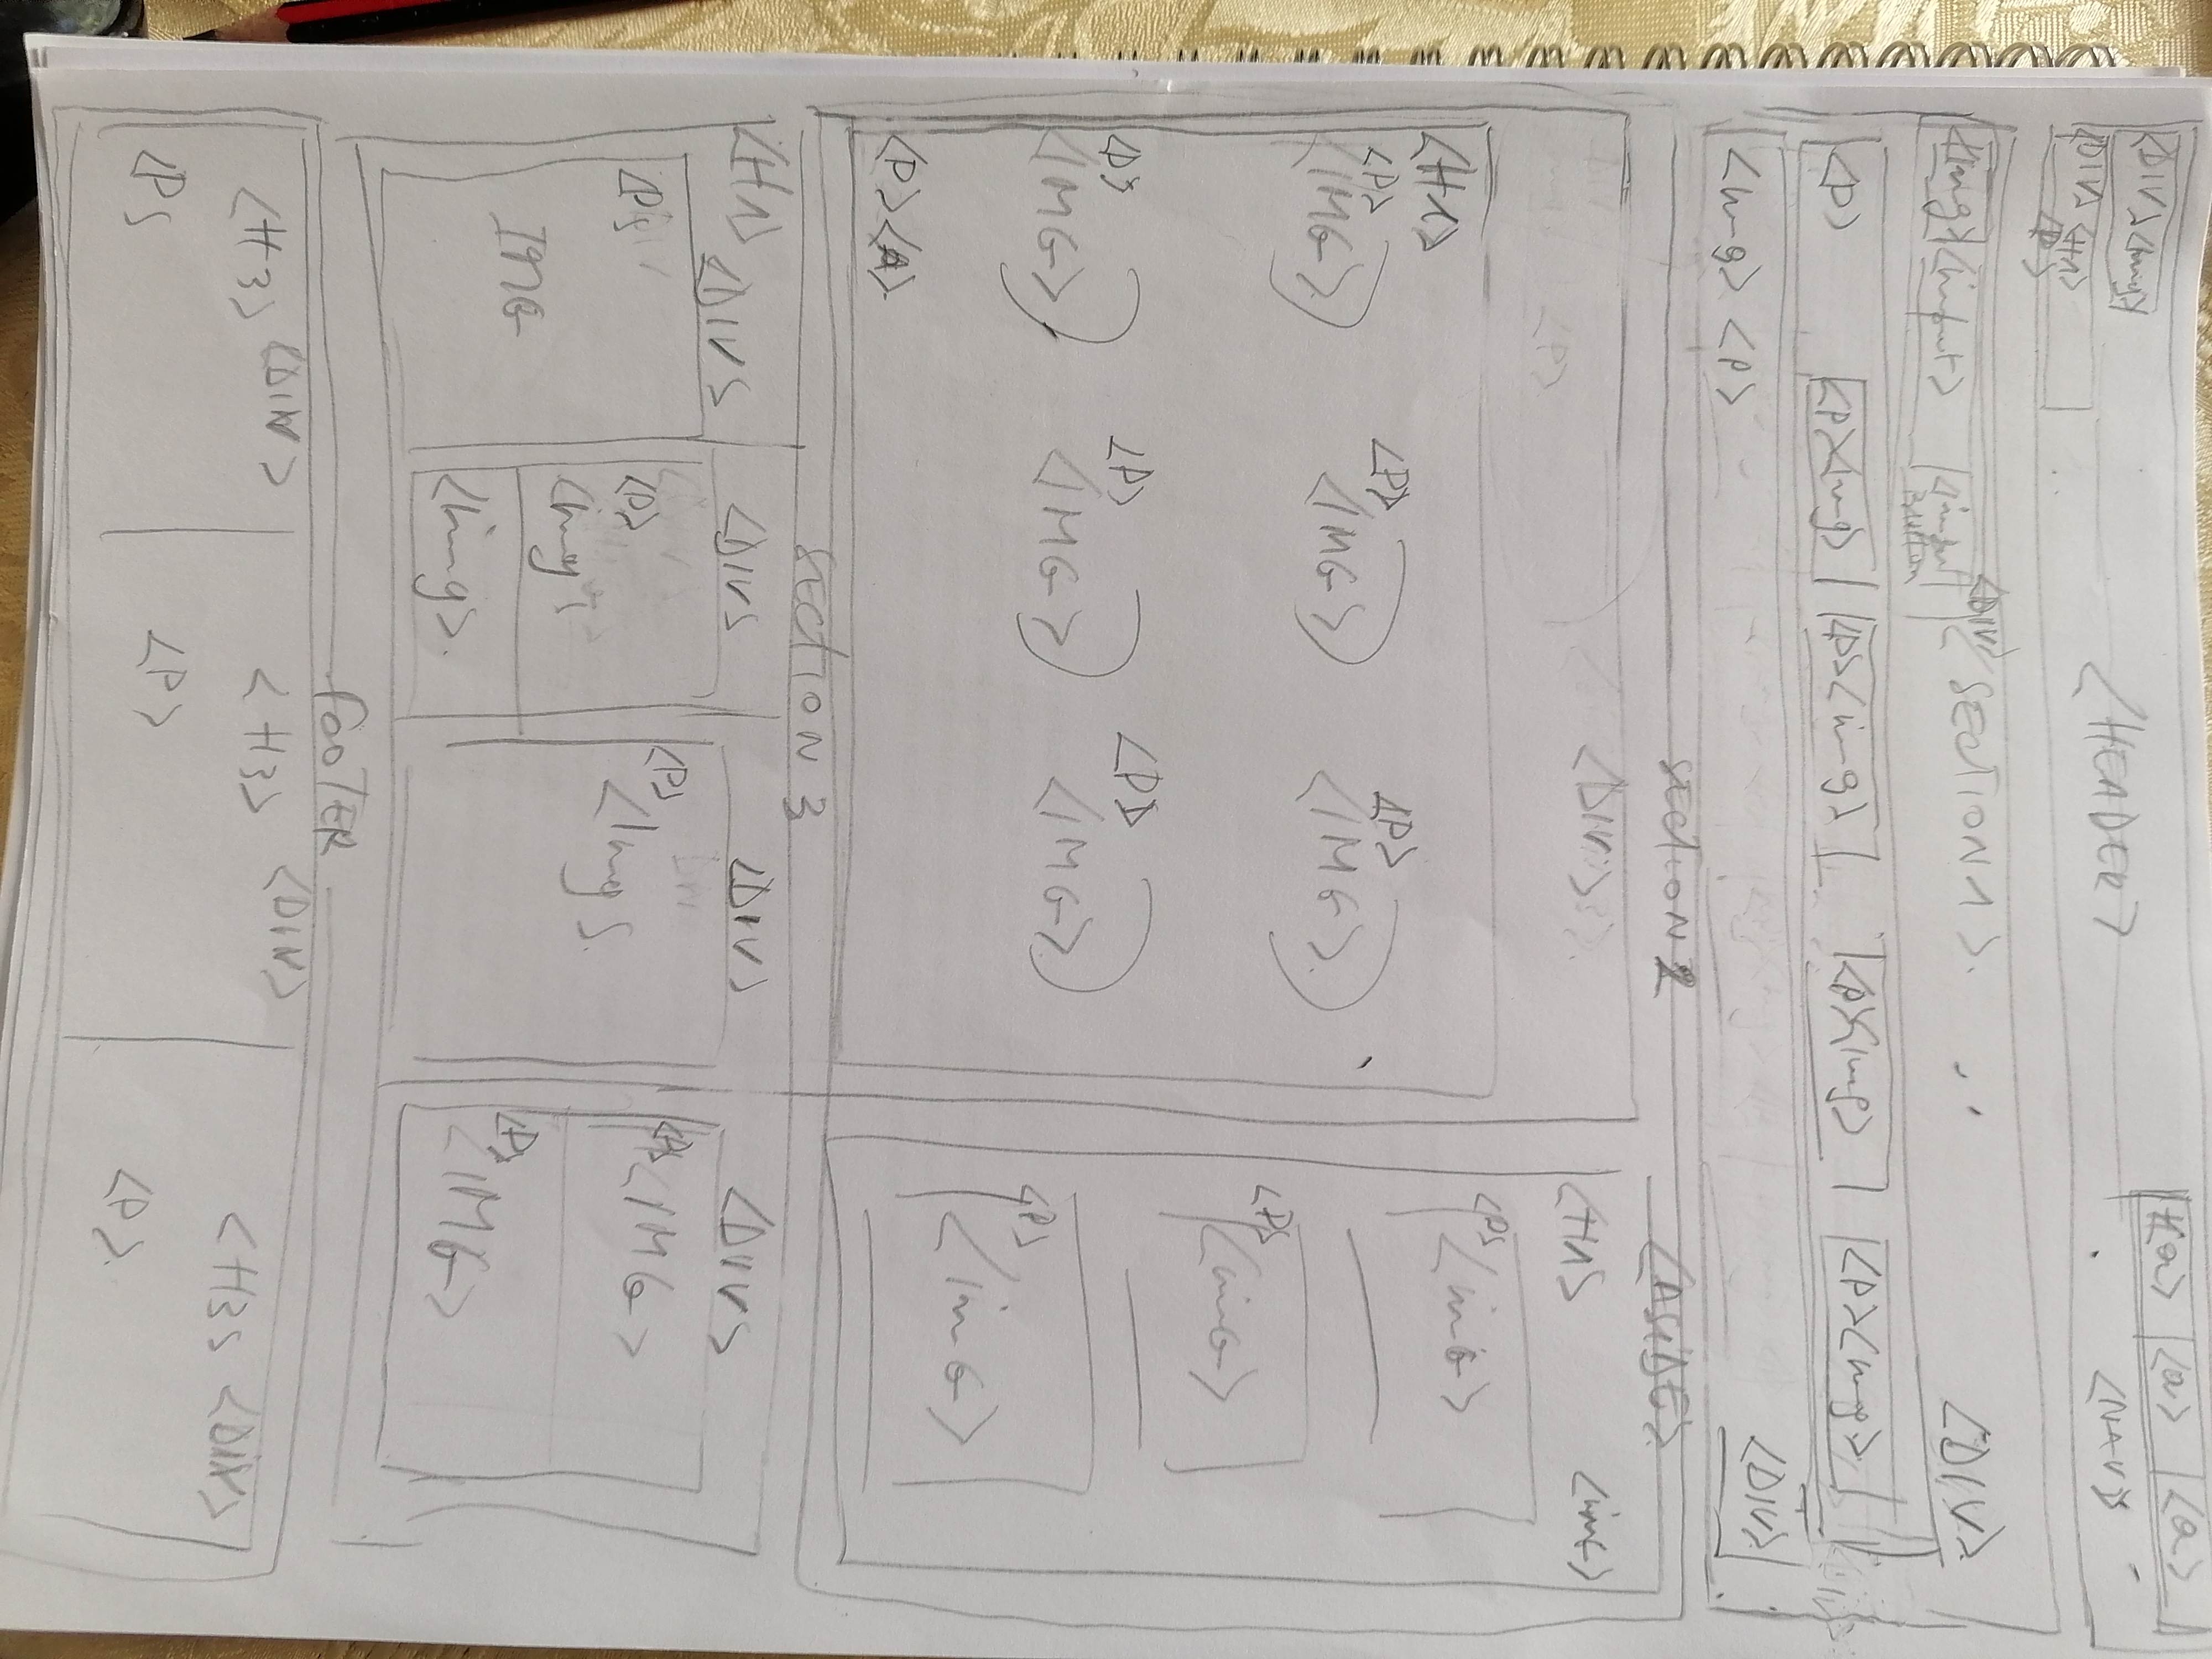 <DIV><img>
<a> <a> <a>
<HEADER>
<NAV>
<DIV> <H1>
<P>
<DIV>
<SECTION1>
<DIV>
<img> <input> <input
Button
<P> <P><img> <P><img> <P><img> <P><img>
<img> <P>
<DIV>
SECTION 2
<ASIDE>
<DIV>
<P>
<H1>
<P> <P> <P>
<IMG> <IMG> <IMG>
<P> <P> <P>
<IMG> <IMG> <IMG>
<P><A>
<H1>
<P>
<imG>
<P>
<imG>
<P>
<imG>
SECTION 3
<H1> <DIV> <DIV> <DIV> <DIV>
<P>
IMG
<P>
<img>
<img>
<P>
<Img>
<P> <IMG>
<P>
<IMG>
FOOTER
<H3> <DIV> <H3> <DIV> <H3> <DIV>
<P> <P> <P>